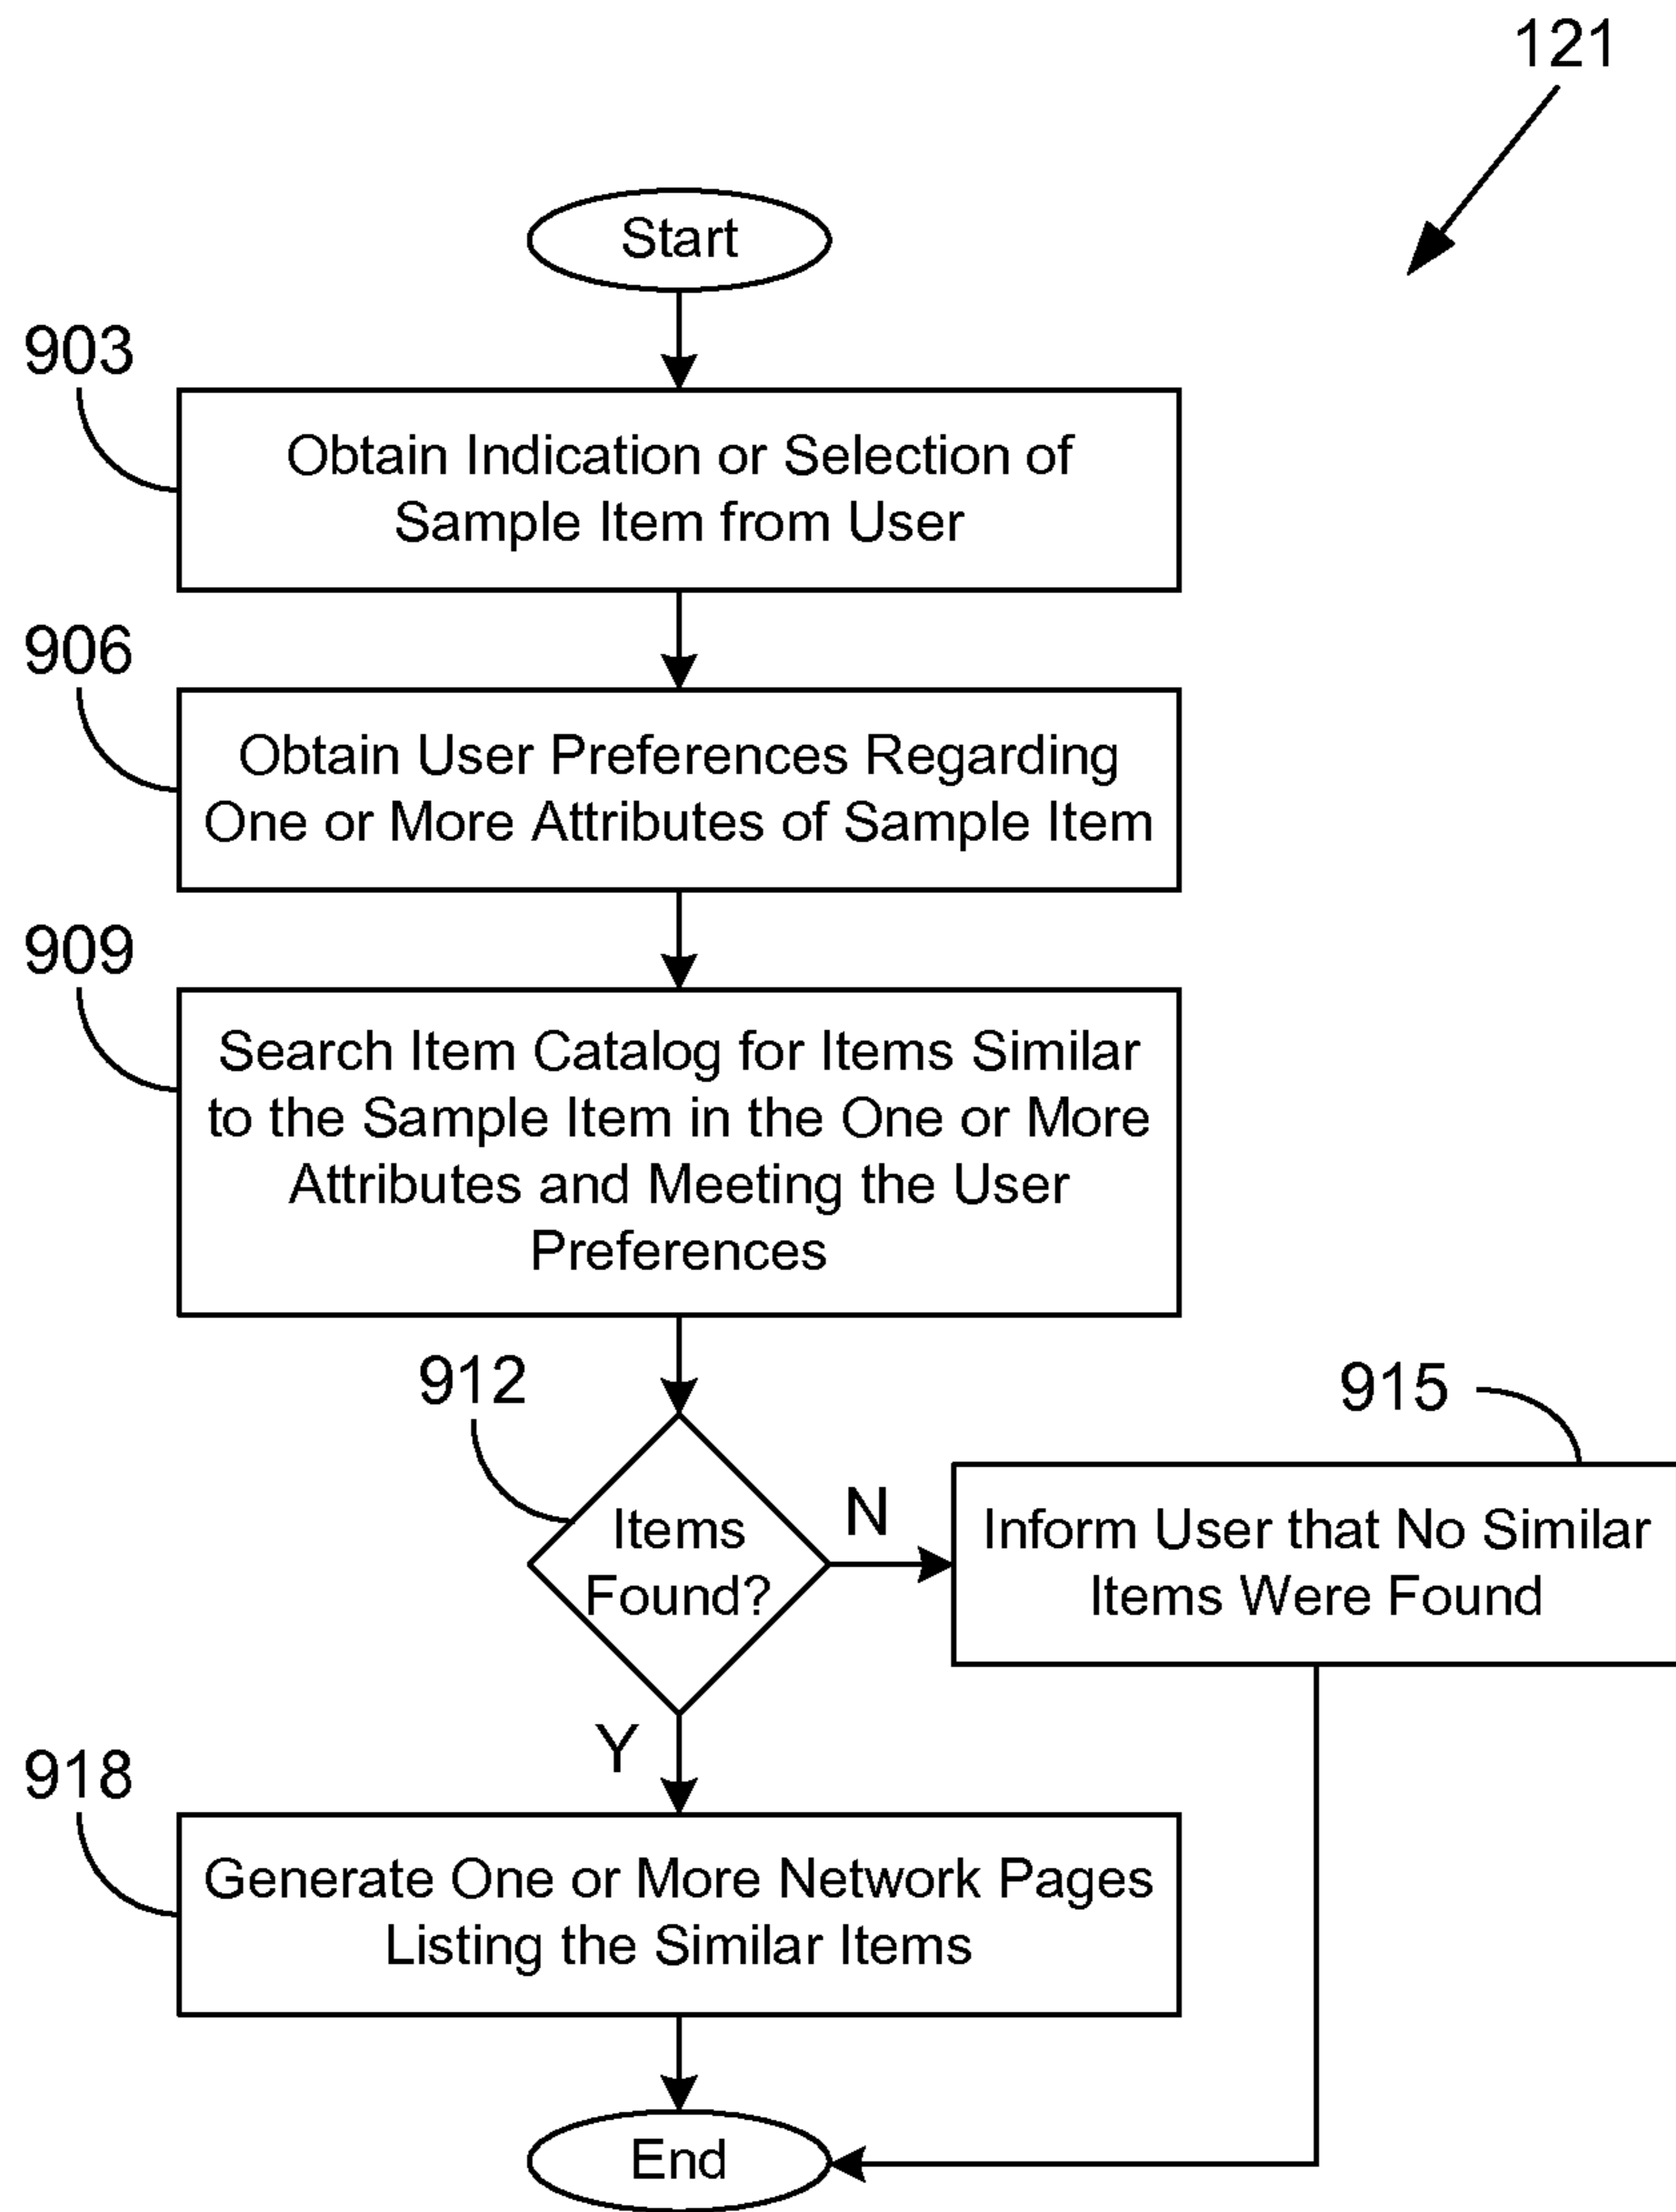 121
Start
903
Obtain Indication or Selection of
Sample Item from User
906
Obtain User Preferences Regarding
One or More Attributes of Sample Item
909
Search Item Catalog for Items Similar
to the Sample Item in the One or More
Attributes and Meeting the User
Preferences
912
Items
Found?
N
915
Inform User that No Similar
Items Were Found
Y
918
Generate One or More Network Pages
Listing the Similar Items
End